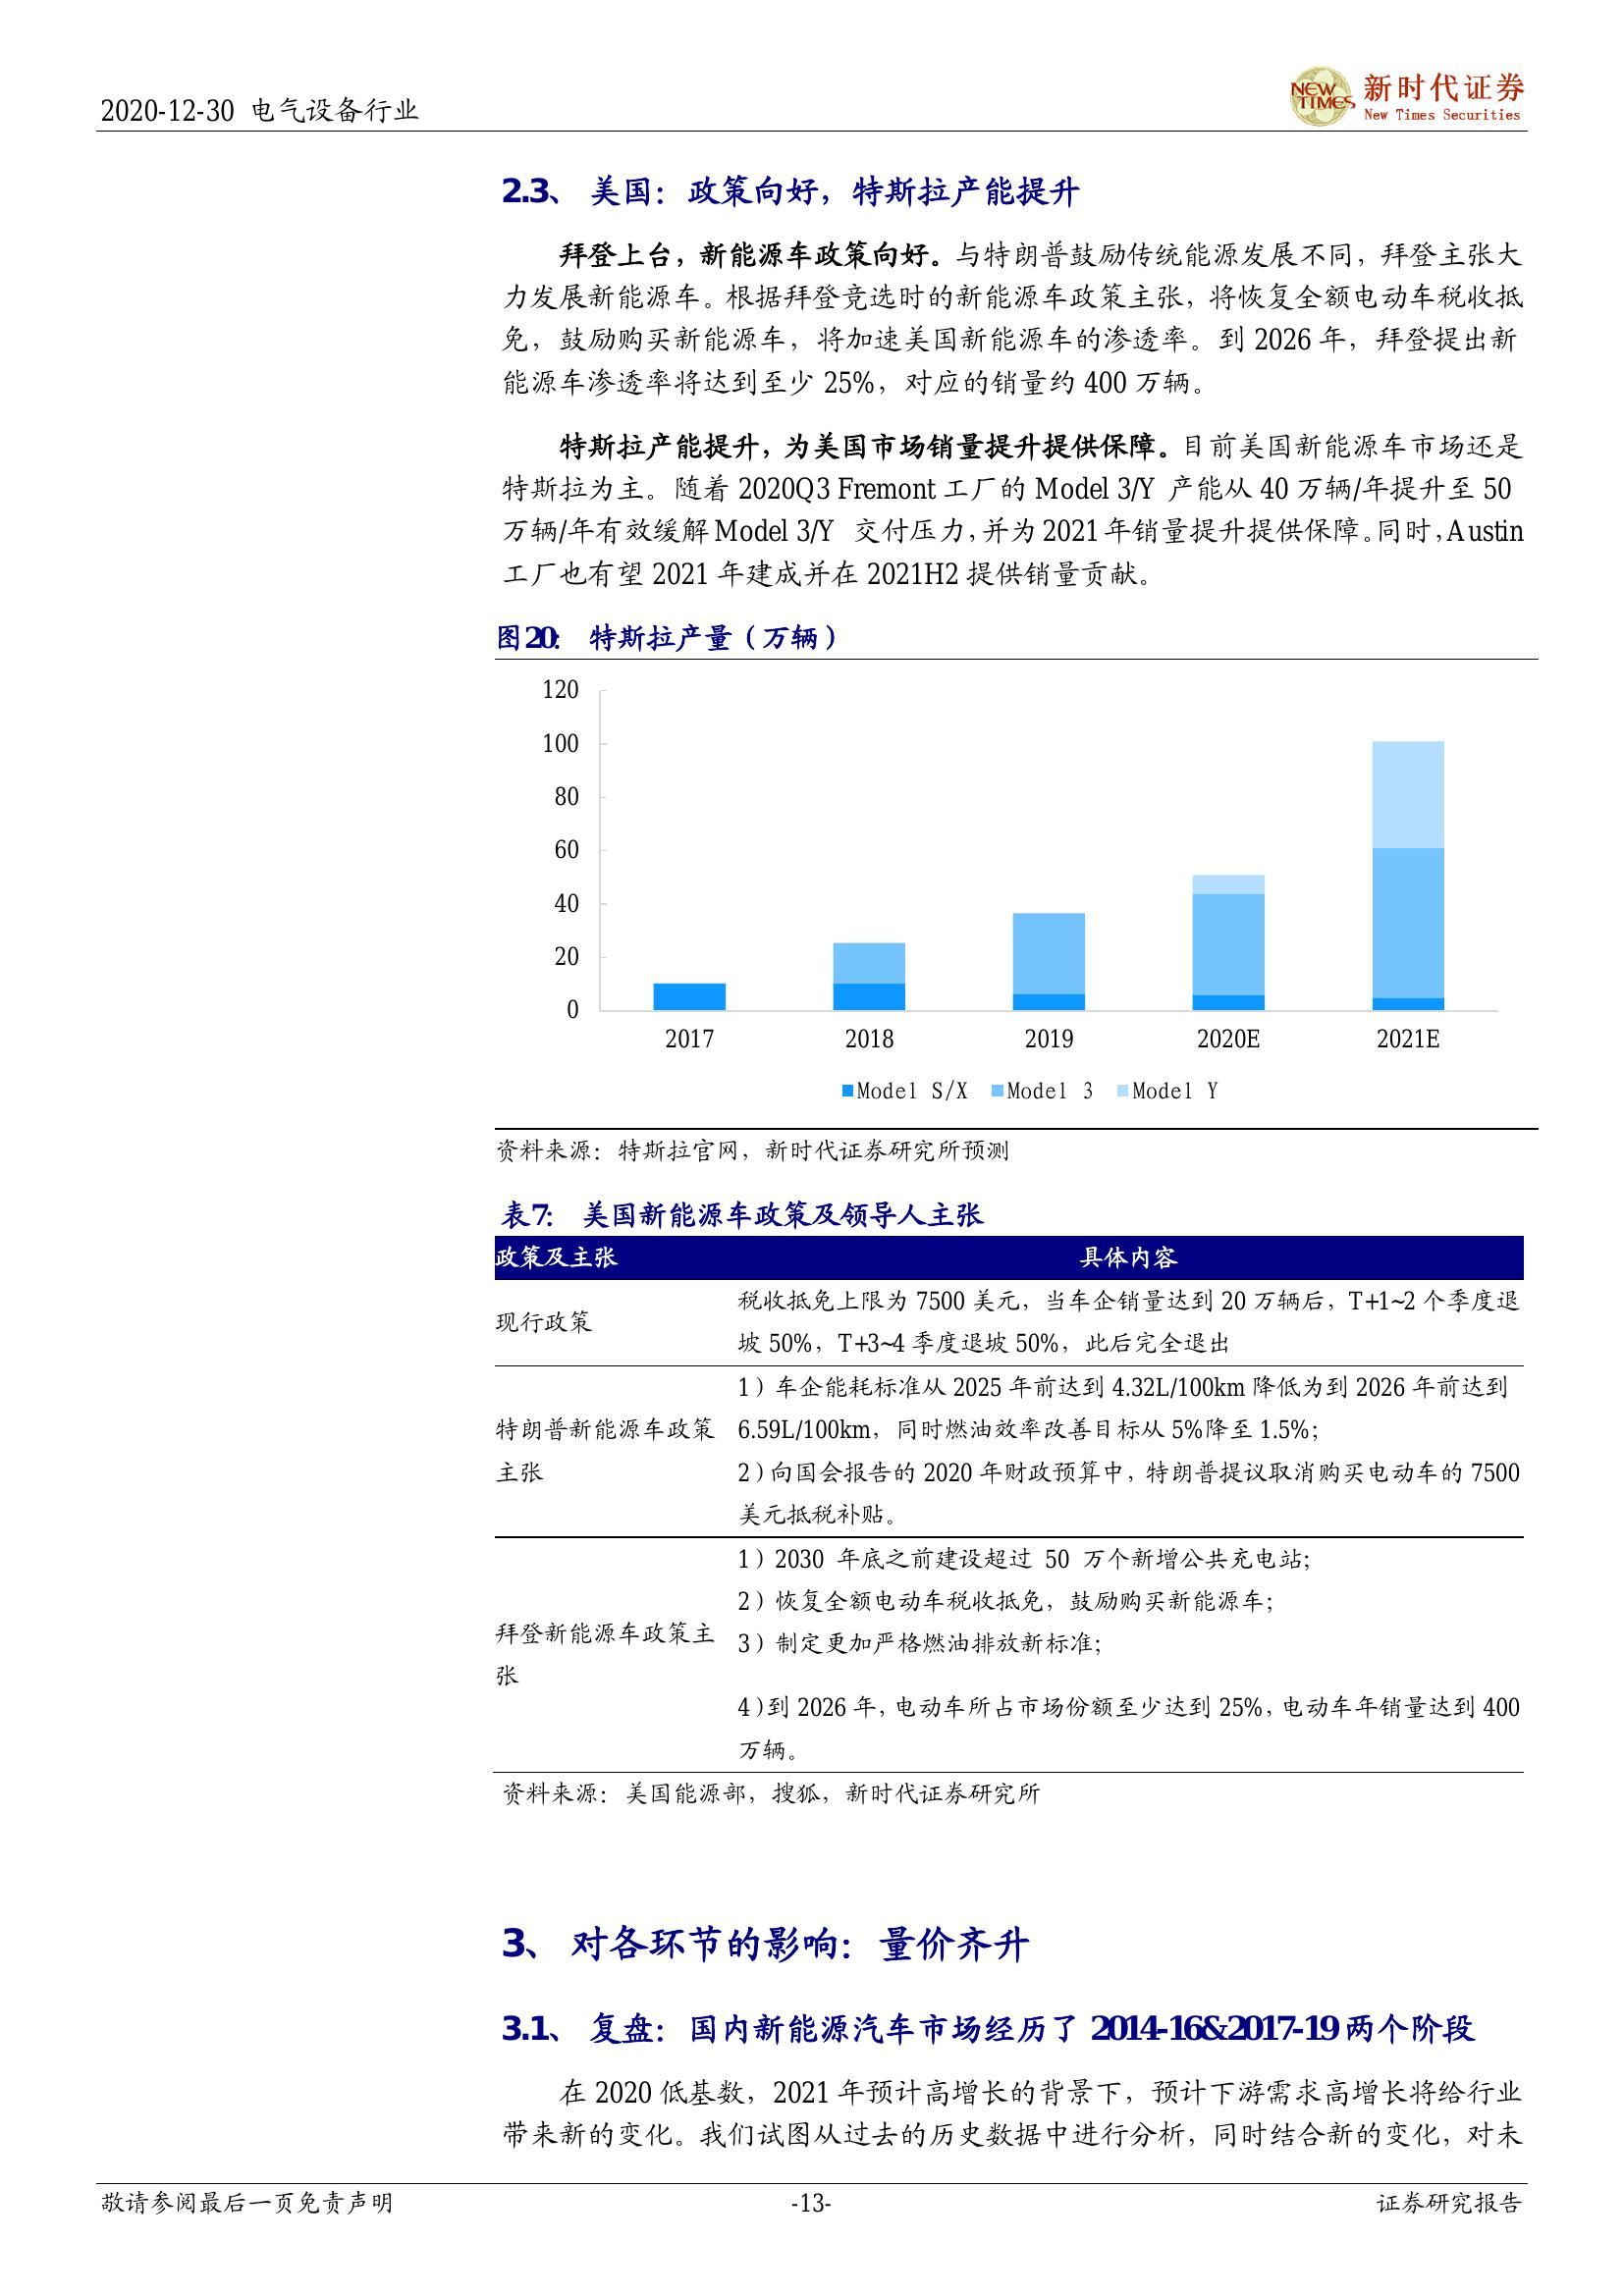 2020-12-30 电气设备行业
NEW TIMES 新时代证券
New Times Securities
2.3、 美国：政策向好，特斯拉产能提升
拜登上台，新能源车政策向好。与特朗普鼓励传统能源发展不同，拜登主张大
力发展新能源车。根据拜登竞选时的新能源车政策主张，将恢复全额电动车税收抵
免，鼓励购买新能源车，将加速美国新能源车的渗透率。到 2026 年，拜登提出新
能源车渗透率将达到至少 25%，对应的销量约 400 万辆。
特斯拉产能提升，为美国市场销量提升提供保障。目前美国新能源车市场还是
特斯拉为主。随着 2020Q3 Fremont 工厂的 Model 3/Y 产能从 40 万辆/年提升至 50
万辆/年有效缓解 Model 3/Y 交付压力，并为 2021 年销量提升提供保障。同时，Austin
工厂也有望 2021 年建成并在 2021H2 提供销量贡献。
图20： 特斯拉产量（万辆）
120
100
80
60
40
20
0
2017 2018 2019 2020E 2021E
Model S/X Model 3 Model Y
资料来源：特斯拉官网，新时代证券研究所预测
表7： 美国新能源车政策及领导人主张
政策及主张 具体内容
现行政策
税收抵免上限为 7500 美元，当车企销量达到 20 万辆后，T+1~2 个季度退
坡 50%，T+3~4 季度退坡 50%，此后完全退出
特朗普新能源车政策
主张
1）车企能耗标准从 2025 年前达到 4.32L/100km 降低为到 2026 年前达到
6.59L/100km，同时燃油效率改善目标从 5%降至 1.5%；
2）向国会报告的 2020 年财政预算中，特朗普提议取消购买电动车的 7500
美元抵税补贴。
拜登新能源车政策主
张
1）2030 年底之前建设超过 50 万个新增公共充电站；
2）恢复全额电动车税收抵免，鼓励购买新能源车；
3）制定更加严格燃油排放新标准；
4）到 2026 年，电动车所占市场份额至少达到 25%，电动车年销量达到 400
万辆。
资料来源：美国能源部，搜狐，新时代证券研究所
3、 对各环节的影响：量价齐升
3.1、 复盘：国内新能源汽车市场经历了 2014-16&2017-19 两个阶段
在 2020 低基数，2021 年预计高增长的背景下，预计下游需求高增长将给行业
带来新的变化。我们试图从过去的历史数据中进行分析，同时结合新的变化，对未
敬请参阅最后一页免责声明 -13- 证券研究报告